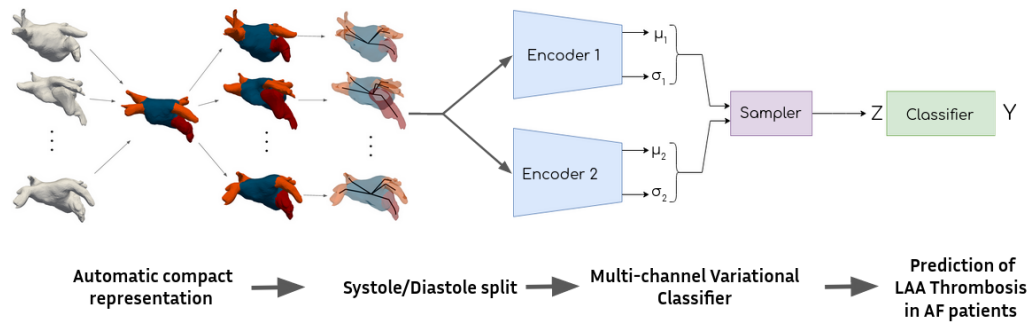 Encoder 1
μ1
σ1
Encoder 2
μ2
σ2
Sampler
Z
Classifier
Y
Automatic compact
representation
Systole/Diastole split
Multi-channel Variational
Classifier
Prediction of
LAA Thrombosis
in AF patients